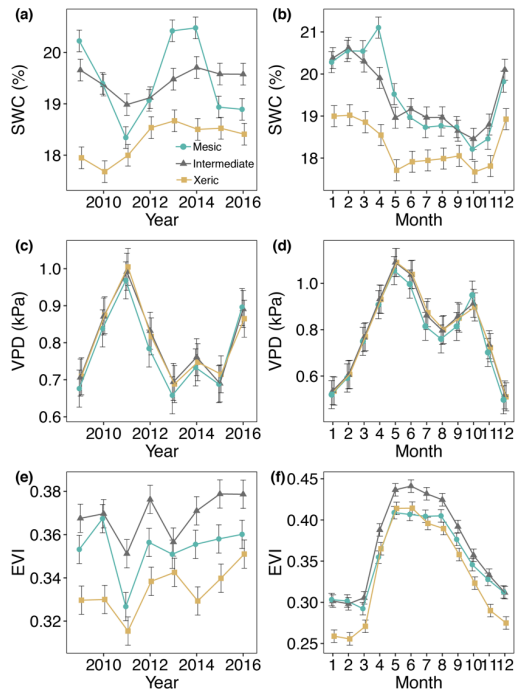 (a)
SWC (%)
20
19
18
Mesic
Intermediate
Xeric
2010 2012 2014 2016
Year
(b)
SWC (%)
21
20
19
18
1 2 3 4 5 6 7 8 9 10 11 12
Month
(c)
VPD (kPa)
1.0
0.9
0.8
0.7
0.6
2010 2012 2014 2016
Year
(d)
VPD (kPa)
1.0
0.8
0.6
1 2 3 4 5 6 7 8 9 10 11 12
Month
(e)
EVI
0.38
0.36
0.34
0.32
2010 2012 2014 2016
Year
(f)
EVI
0.45
0.40
0.35
0.30
0.25
1 2 3 4 5 6 7 8 9 10 11 12
Month